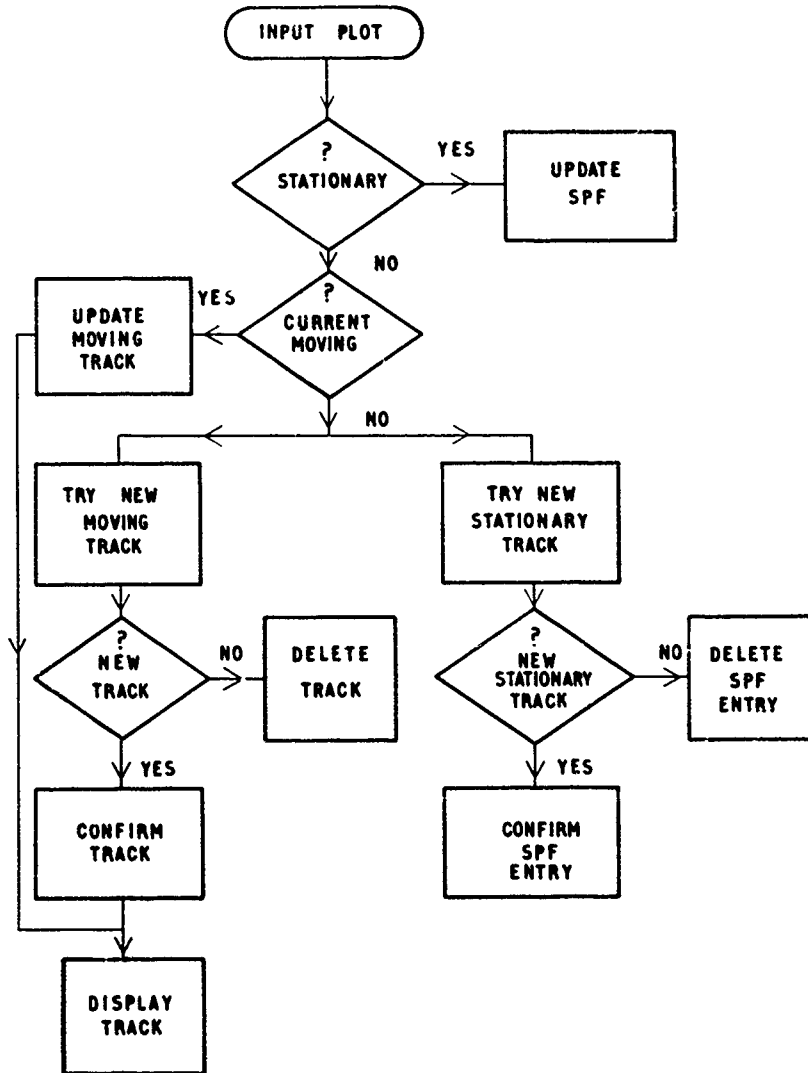 INPUT PLOT
?
STATIONARY
YES
UPDATE
SPF
NO
?
CURRENT
MOVING
YES
UPDATE
MOVING
TRACK
NO
TRY NEW
MOVING
TRACK
TRY NEW
STATIONARY
TRACK
?
NEW
TRACK
NO
DELETE
TRACK
?
NEW
STATIONARY
TRACK
NO
DELETE
SPF
ENTRY
YES
YES
CONFIRM
TRACK
CONFIRM
SPF
ENTRY
DISPLAY
TRACK